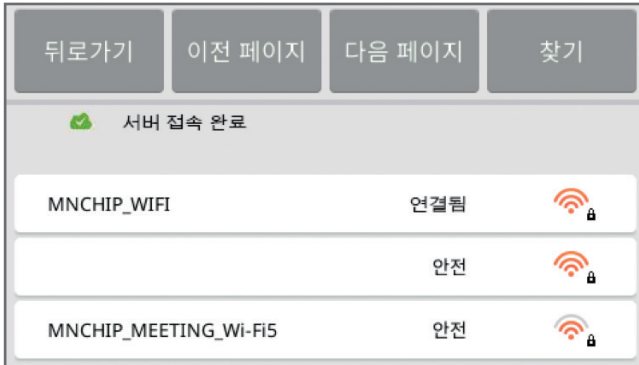 뒤로가기 이전 페이지 다음 페이지 찾기
서버 접속 완료
MNCHIP_WIFI 연결됨
안전
MNCHIP_MEETING_Wi-Fi5 안전